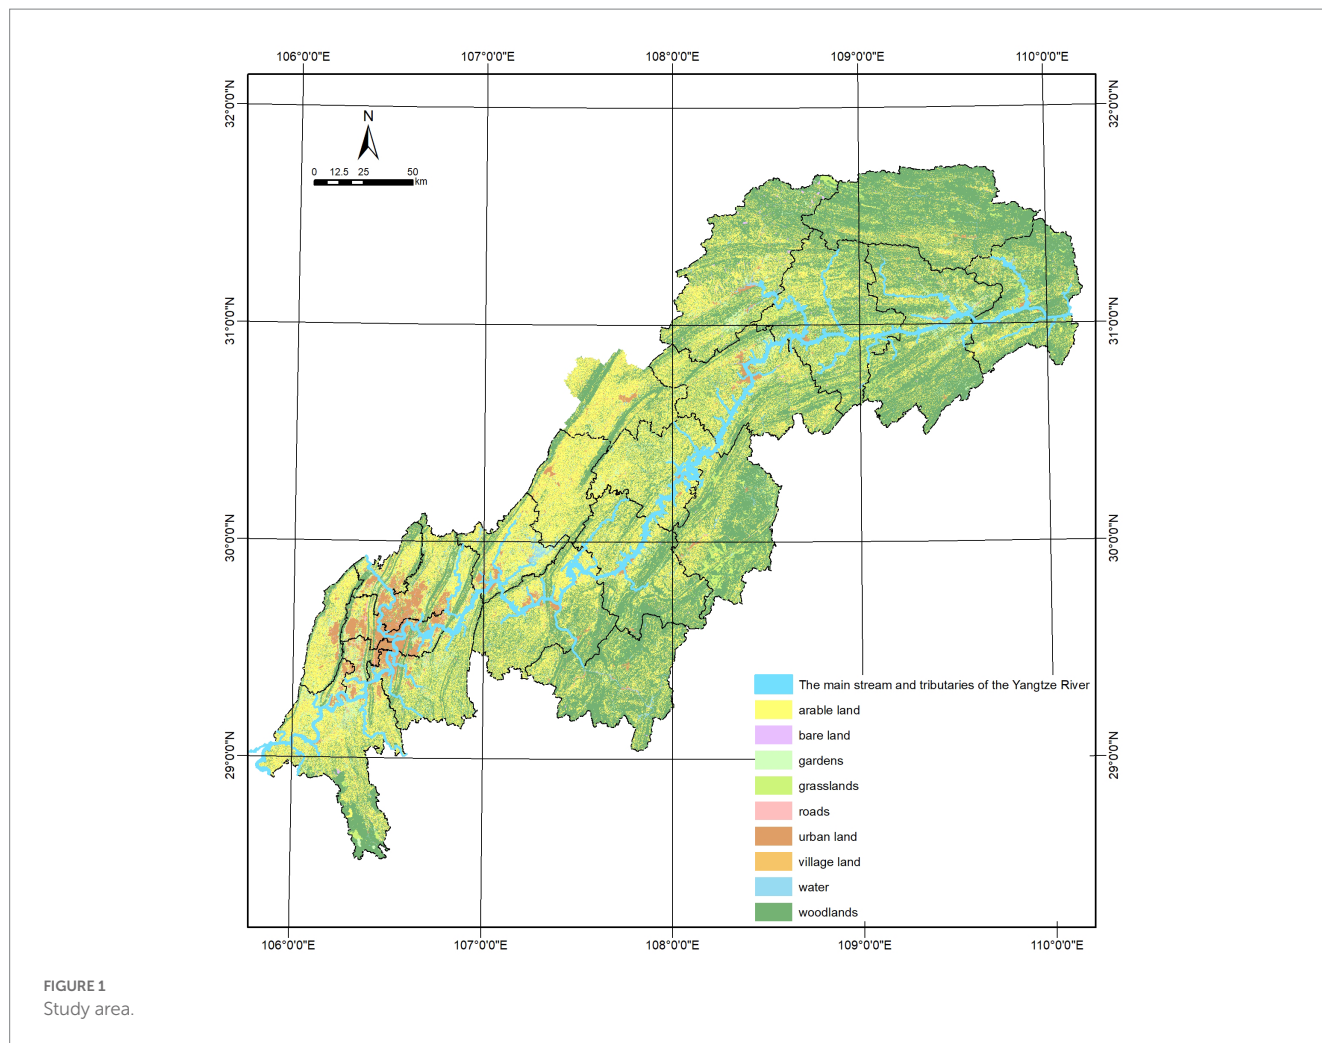 106°0'0"E 107°0'0"E 108°0'0"E 109°0'0"E 110°0'0"E
32°0'0"N
32°0'0"N
N
0 12.5 25 50
km
31°0'0"N
31°0'0"N
30°0'0"N
30°0'0"N
29°0'0"N
29°0'0"N
The main stream and tributaries of the Yangtze River
arable land
bare land
gardens
grasslands
roads
urban land
village land
water
woodlands
106°0'0"E 107°0'0"E 108°0'0"E 109°0'0"E 110°0'0"E
FIGURE 1
Study area.